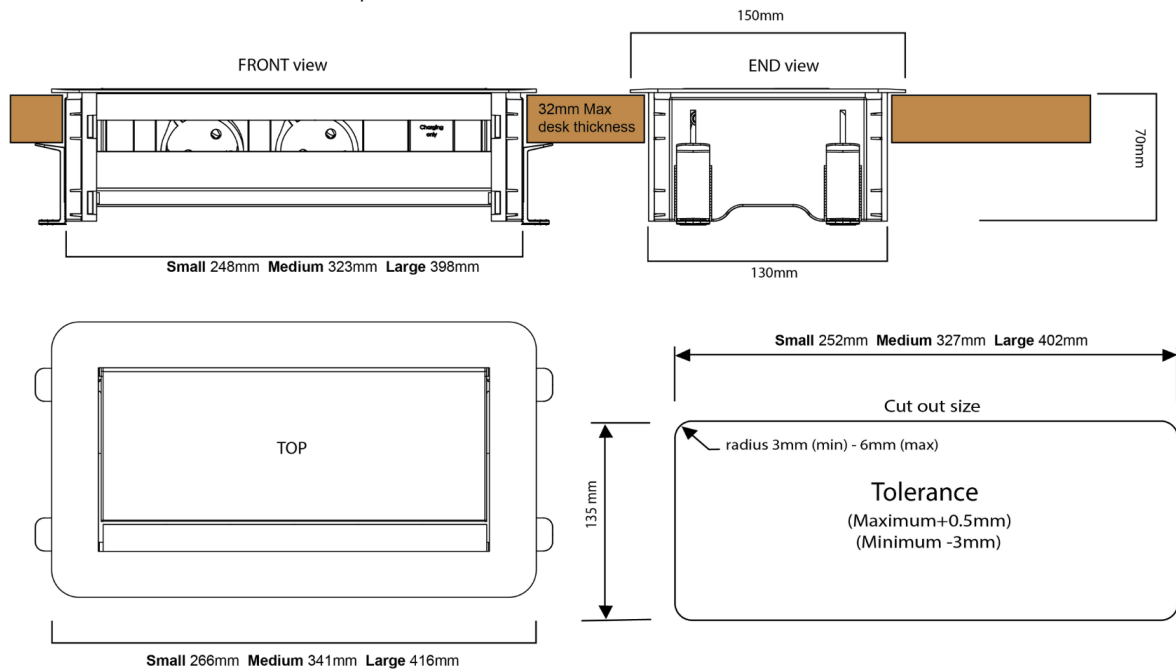 150mm
FRONT view
END view
32mm Max
desk thickness
Charging
only
70mm
Small 248mm Medium 323mm Large 398mm
130mm
Small 252mm Medium 327mm Large 402mm
Cut out size
radius 3mm (min) - 6mm (max)
TOP
135 mm
Tolerance
(Maximum+0.5mm)
(Minimum -3mm)
Small 266mm Medium 341mm Large 416mm